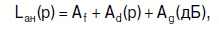 Lан(p) = Af + Ad(p) + Ag(дБ),